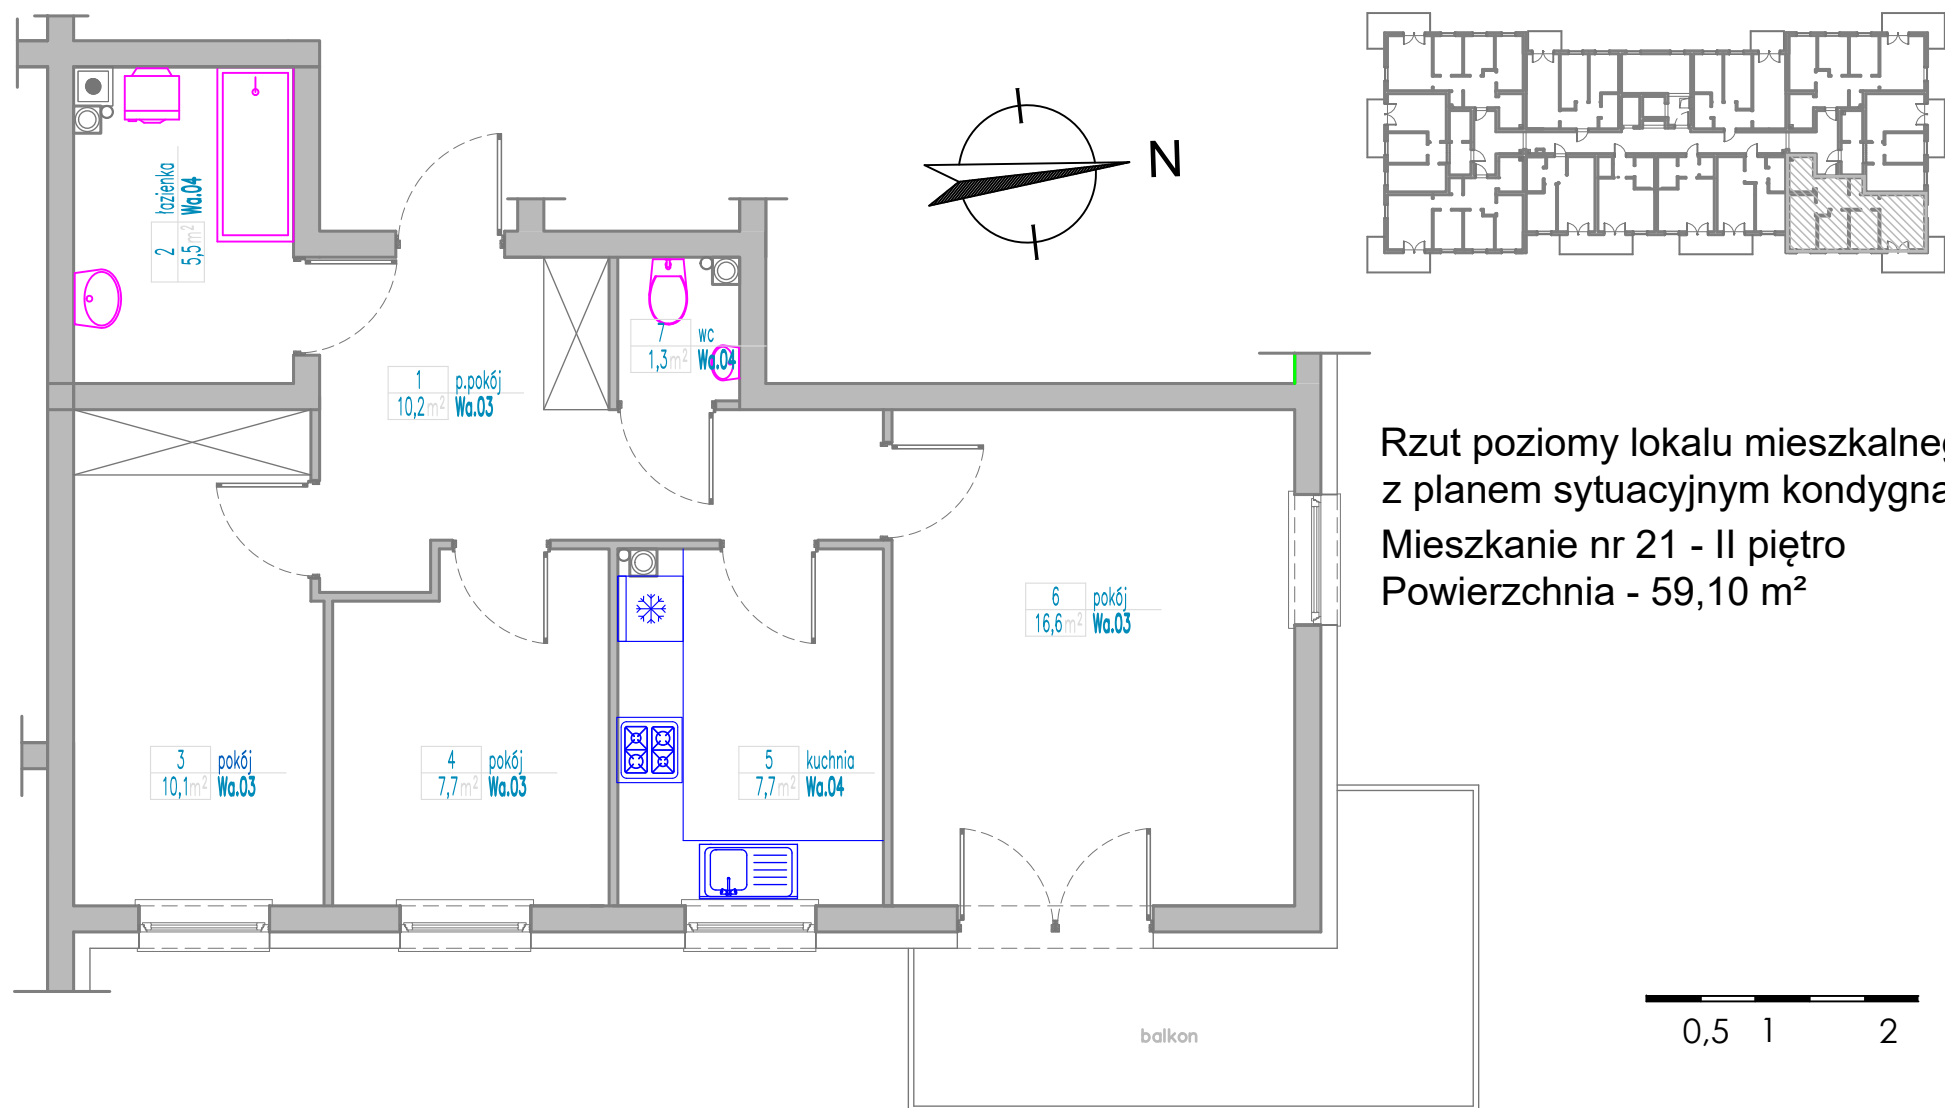 N
Rzut poziomy lokalu mieszkalneg
z planem sytuacyjnym kondygna
Mieszkanie nr 21 - II piętro
Powierzchnia - 59,10 m²
2 łazienka
5,5 m² Wa.04
7 wc
1,3 m² Wa.04
1 p.pokój
10,2 m² Wa.03
6 pokój
16,6 m² Wa.03
3 pokój
10,1 m² Wa.03
4 pokój
7,7 m² Wa.03
5 kuchnia
7,7 m² Wa.04
balkon
0,5 1 2